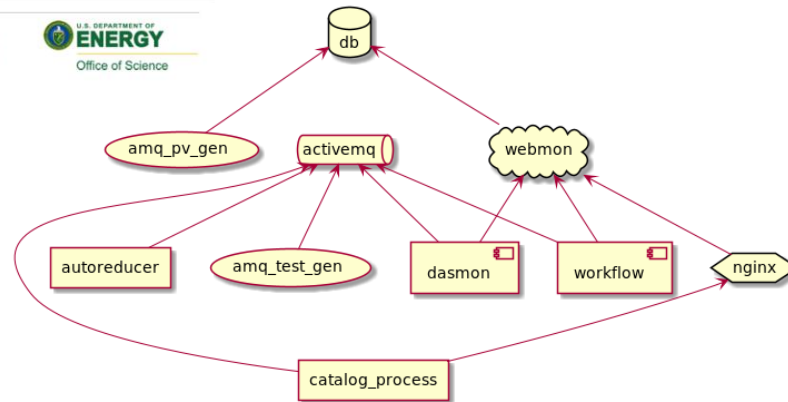 U.S. DEPARTMENT OF
ENERGY
Office of Science
db
amq_pv_gen
activemq
webmon
autoreducer
amq_test_gen
dasmon
workflow
nginx
catalog_process